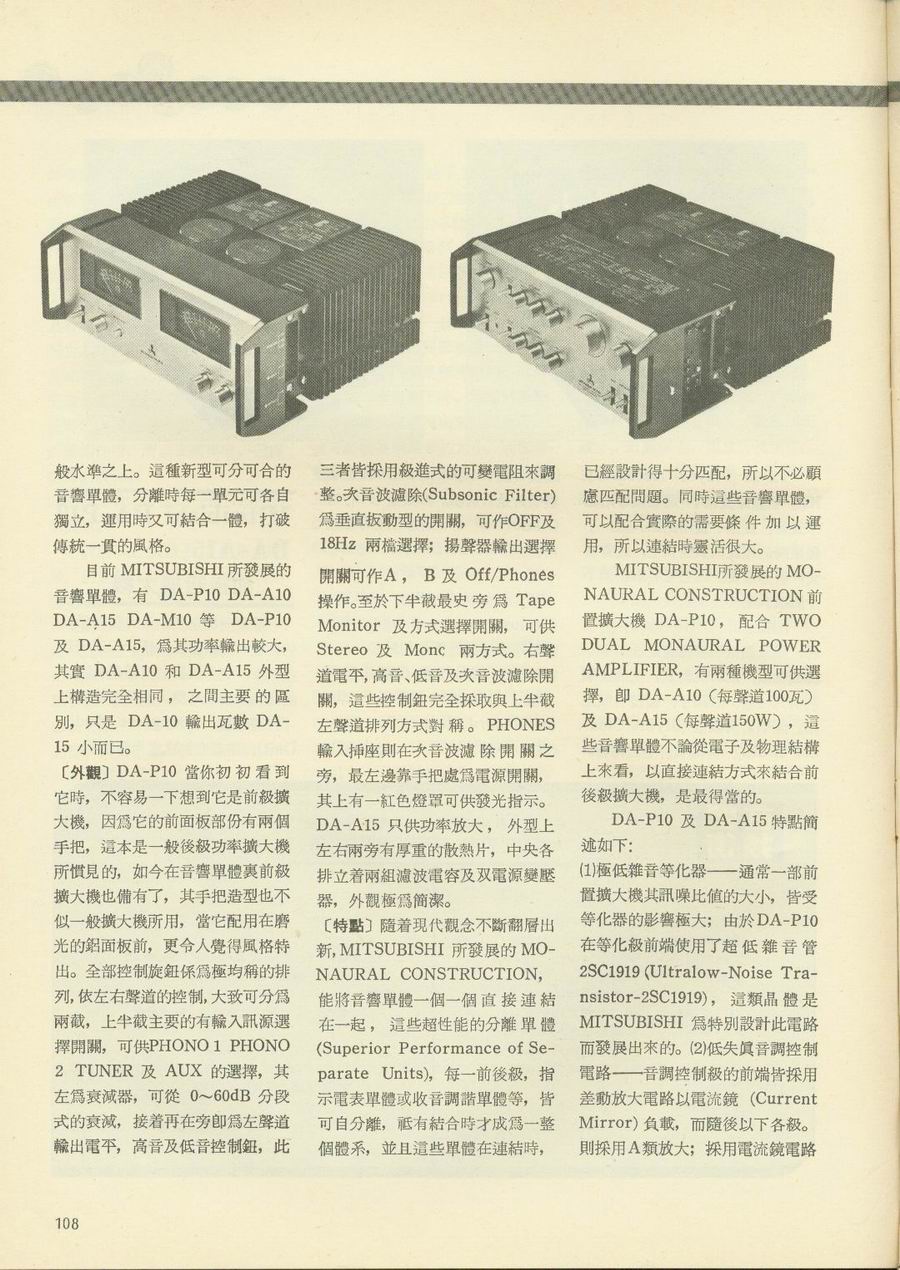 般水準之上。這種新型可分可合的
音響單體，分離時每一單元可各自
獨立，運用時又可結合一體，打破
傳統一貫的風格。
目前 MITSUBISHI 所發展的
音響單體，有 DA-P10 DA-A10
DA-A15 DA-M10 等 DA-P10
及 DA-A15，爲其功率輸出較大，
其實 DA-A10 和 DA-A15 外型
上構造完全相同，之間主要的區
別，只是 DA-10 輸出瓦數 DA-
15 小而已。
〔外觀〕DA-P10 當你初初看到
它時，不容易一下想到它是前級擴
大機，因爲它的前面板部份有兩個
手把，這本是一般後級功率擴大機
所慣見的，如今在音響單體裏前級
擴大機也備有了，其手把造型也不
似一般擴大機所用，當它配用在磨
光的鋁面板前，更令人覺得風格特
出。全部控制旋鈕係爲極均稱的排
列，依左右聲道的控制，大致可分爲
兩截，上半截主要的有輸入訊源選
擇開關，可供PHONO 1 PHONO
2 TUNER 及 AUX 的選擇，其
左爲衰減器，可從 0～60dB 分段
式的衰減，接着再在旁卽爲左聲道
輸出電平，高音及低音控制鈕，此
三者皆採用級進式的可變電阻來調
整。次音波濾除(Subsonic Filter)
爲垂直扳動型的開關，可作OFF及
18Hz 兩檔選擇；揚聲器輸出選擇
開關可作A， B 及 Off/Phones
操作。至於下半截最史旁爲 Tape
Monitor 及方式選擇開關，可供
Stereo 及 Mono 兩方式。右聲
道電平，高音、低音及次音波濾除開
關，這些控制鈕完全採取與上半截
左聲道排列方式對稱。PHONES
輸入挿座則在次音波濾除開關之
旁，最左邊靠手把處爲電源開關，
其上有一紅色燈罩可供發光指示。
DA-A15 只供功率放大，外型上
左右兩旁有厚重的散熱片，中央各
排立着兩組濾波電容及双電源變壓
器，外觀極爲簡潔。
〔特點〕隨着現代觀念不斷翻層出
新，MITSUBISHI 所發展的 MO-
NAURAL CONSTRUCTION，
能將音響單體一個一個直接連結
在一起，這些超性能的分離單體
(Superior Performance of Se-
parate Units)，每一前後級，指
示電表單體或收音調諧單體等，皆
可自分離，祗有結合時才成爲一整
個體系，並且這些單體在連結時，
已經設計得十分匹配，所以不必顧
慮匹配問題。同時這些音響單體，
可以配合實際的需要條件加以運
用，所以連結時靈活很大。
MITSUBISHI所發展的 MO-
NAURAL CONSTRUCTION 前
置擴大機 DA-P10，配合 TWO
DUAL MONAURAL POWER
AMPLIFIER，有兩種機型可供選
擇，卽 DA-A10（每聲道100瓦）
及 DA-A15（每聲道150W），這
些音響單體不論從電子及物理結構
上來看，以直接連結方式來結合前
後級擴大機，是最得當的。
DA-P10 及 DA-A15 特點簡
述如下：
(1)極低雜音等化器——通常一部前
置擴大機其訊噪比値的大小，皆受
等化器的影響極大；由於DA-P10
在等化級前端使用了超低雜音管
2SC1919 (Ultralow-Noise Tra-
nsistor-2SC1919)，這類晶體是
MITSUBISHI 爲特別設計此電路
而發展出來的。(2)低失眞音調控制
電路——音調控制級的前端皆採用
差動放大電路以電流鏡 (Current
Mirror) 負載，而隨後以下各級。
則採用A類放大；採用電流鏡電路
108